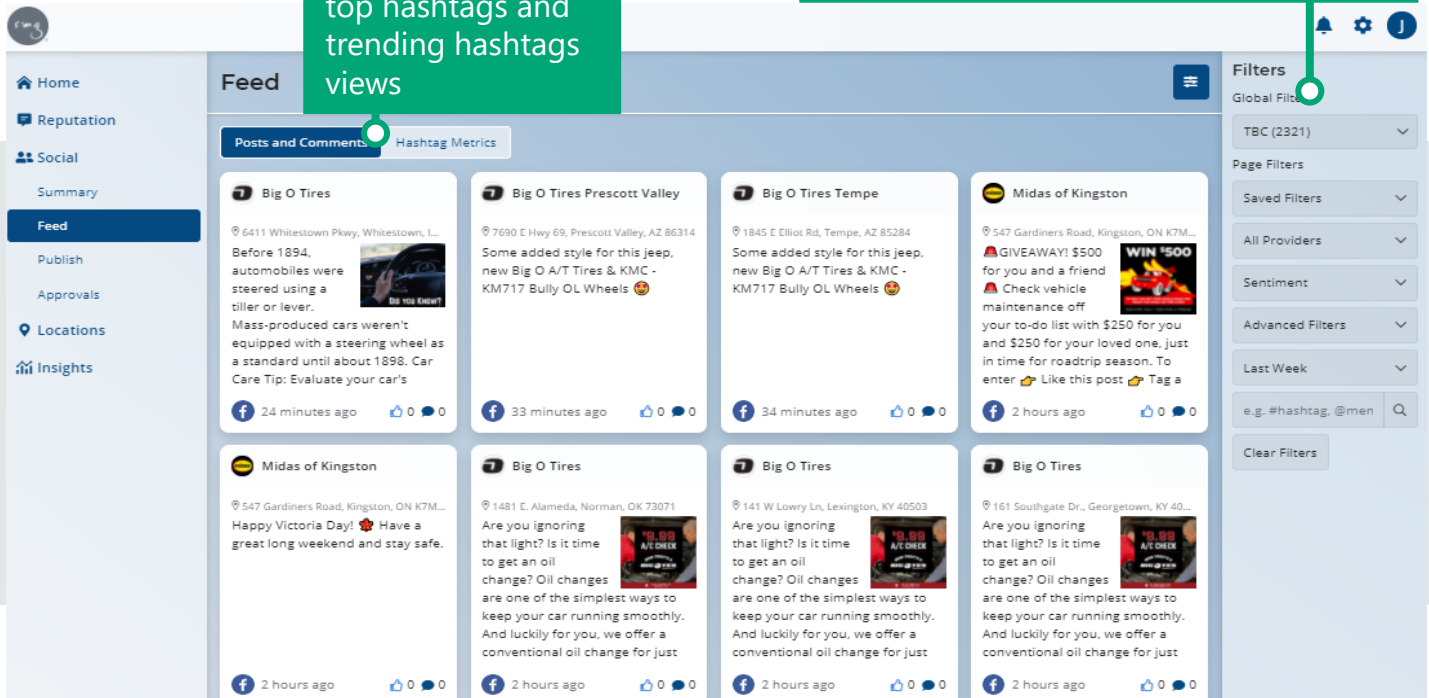 smg
top hashtags and
trending hashtags
views
J
Home
Reputation
Social
Summary
Feed
Publish
Approvals
Locations
Insights
Feed
Posts and Comments
Hashtag Metrics
Big O Tires
6411 Whitestown Pkwy, Whitestown, I...
Before 1894,
automobiles were
steered using a
tiller or lever.
Mass-produced cars weren't
equipped with a steering wheel as
a standard until about 1898. Car
Care Tip: Evaluate your car's
DID YOU KNOW?
24 minutes ago
0
0
Big O Tires Prescott Valley
7690 E Hwy 69, Prescott Valley, AZ 86314
Some added style for this jeep,
new Big O A/T Tires & KMC -
KM717 Bully OL Wheels 🤩
33 minutes ago
0
0
Big O Tires Tempe
1845 E Elliot Rd, Tempe, AZ 85284
Some added style for this jeep,
new Big O A/T Tires & KMC -
KM717 Bully OL Wheels 🤩
34 minutes ago
0
0
Midas of Kingston
547 Gardiners Road, Kingston, ON K7M...
🚨GIVEAWAY! $500
for you and a friend
🚨 Check vehicle
maintenance off
your to-do list with $250 for you
and $250 for your loved one, just
in time for roadtrip season. To
enter 👉 Like this post 👉 Tag a
WIN $500
2 hours ago
0
0
Midas of Kingston
547 Gardiners Road, Kingston, ON K7M...
Happy Victoria Day! 🍁 Have a
great long weekend and stay safe.
2 hours ago
0
0
Big O Tires
1481 E. Alameda, Norman, OK 73071
Are you ignoring
that light? Is it time
to get an oil
change? Oil changes
are one of the simplest ways to
keep your car running smoothly.
And luckily for you, we offer a
conventional oil change for just
$9.99
A/C CHECK
BIG O TIRES
2 hours ago
0
0
Big O Tires
141 W Lowry Ln, Lexington, KY 40503
Are you ignoring
that light? Is it time
to get an oil
change? Oil changes
are one of the simplest ways to
keep your car running smoothly.
And luckily for you, we offer a
conventional oil change for just
$9.99
A/C CHECK
BIG O TIRES
2 hours ago
0
0
Big O Tires
161 Southgate Dr., Georgetown, KY 40...
Are you ignoring
that light? Is it time
to get an oil
change? Oil changes
are one of the simplest ways to
keep your car running smoothly.
And luckily for you, we offer a
conventional oil change for just
$9.99
A/C CHECK
BIG O TIRES
2 hours ago
0
0
Filters
Global Filte
TBC (2321)
Page Filters
Saved Filters
All Providers
Sentiment
Advanced Filters
Last Week
e.g. #hashtag, @men
Clear Filters